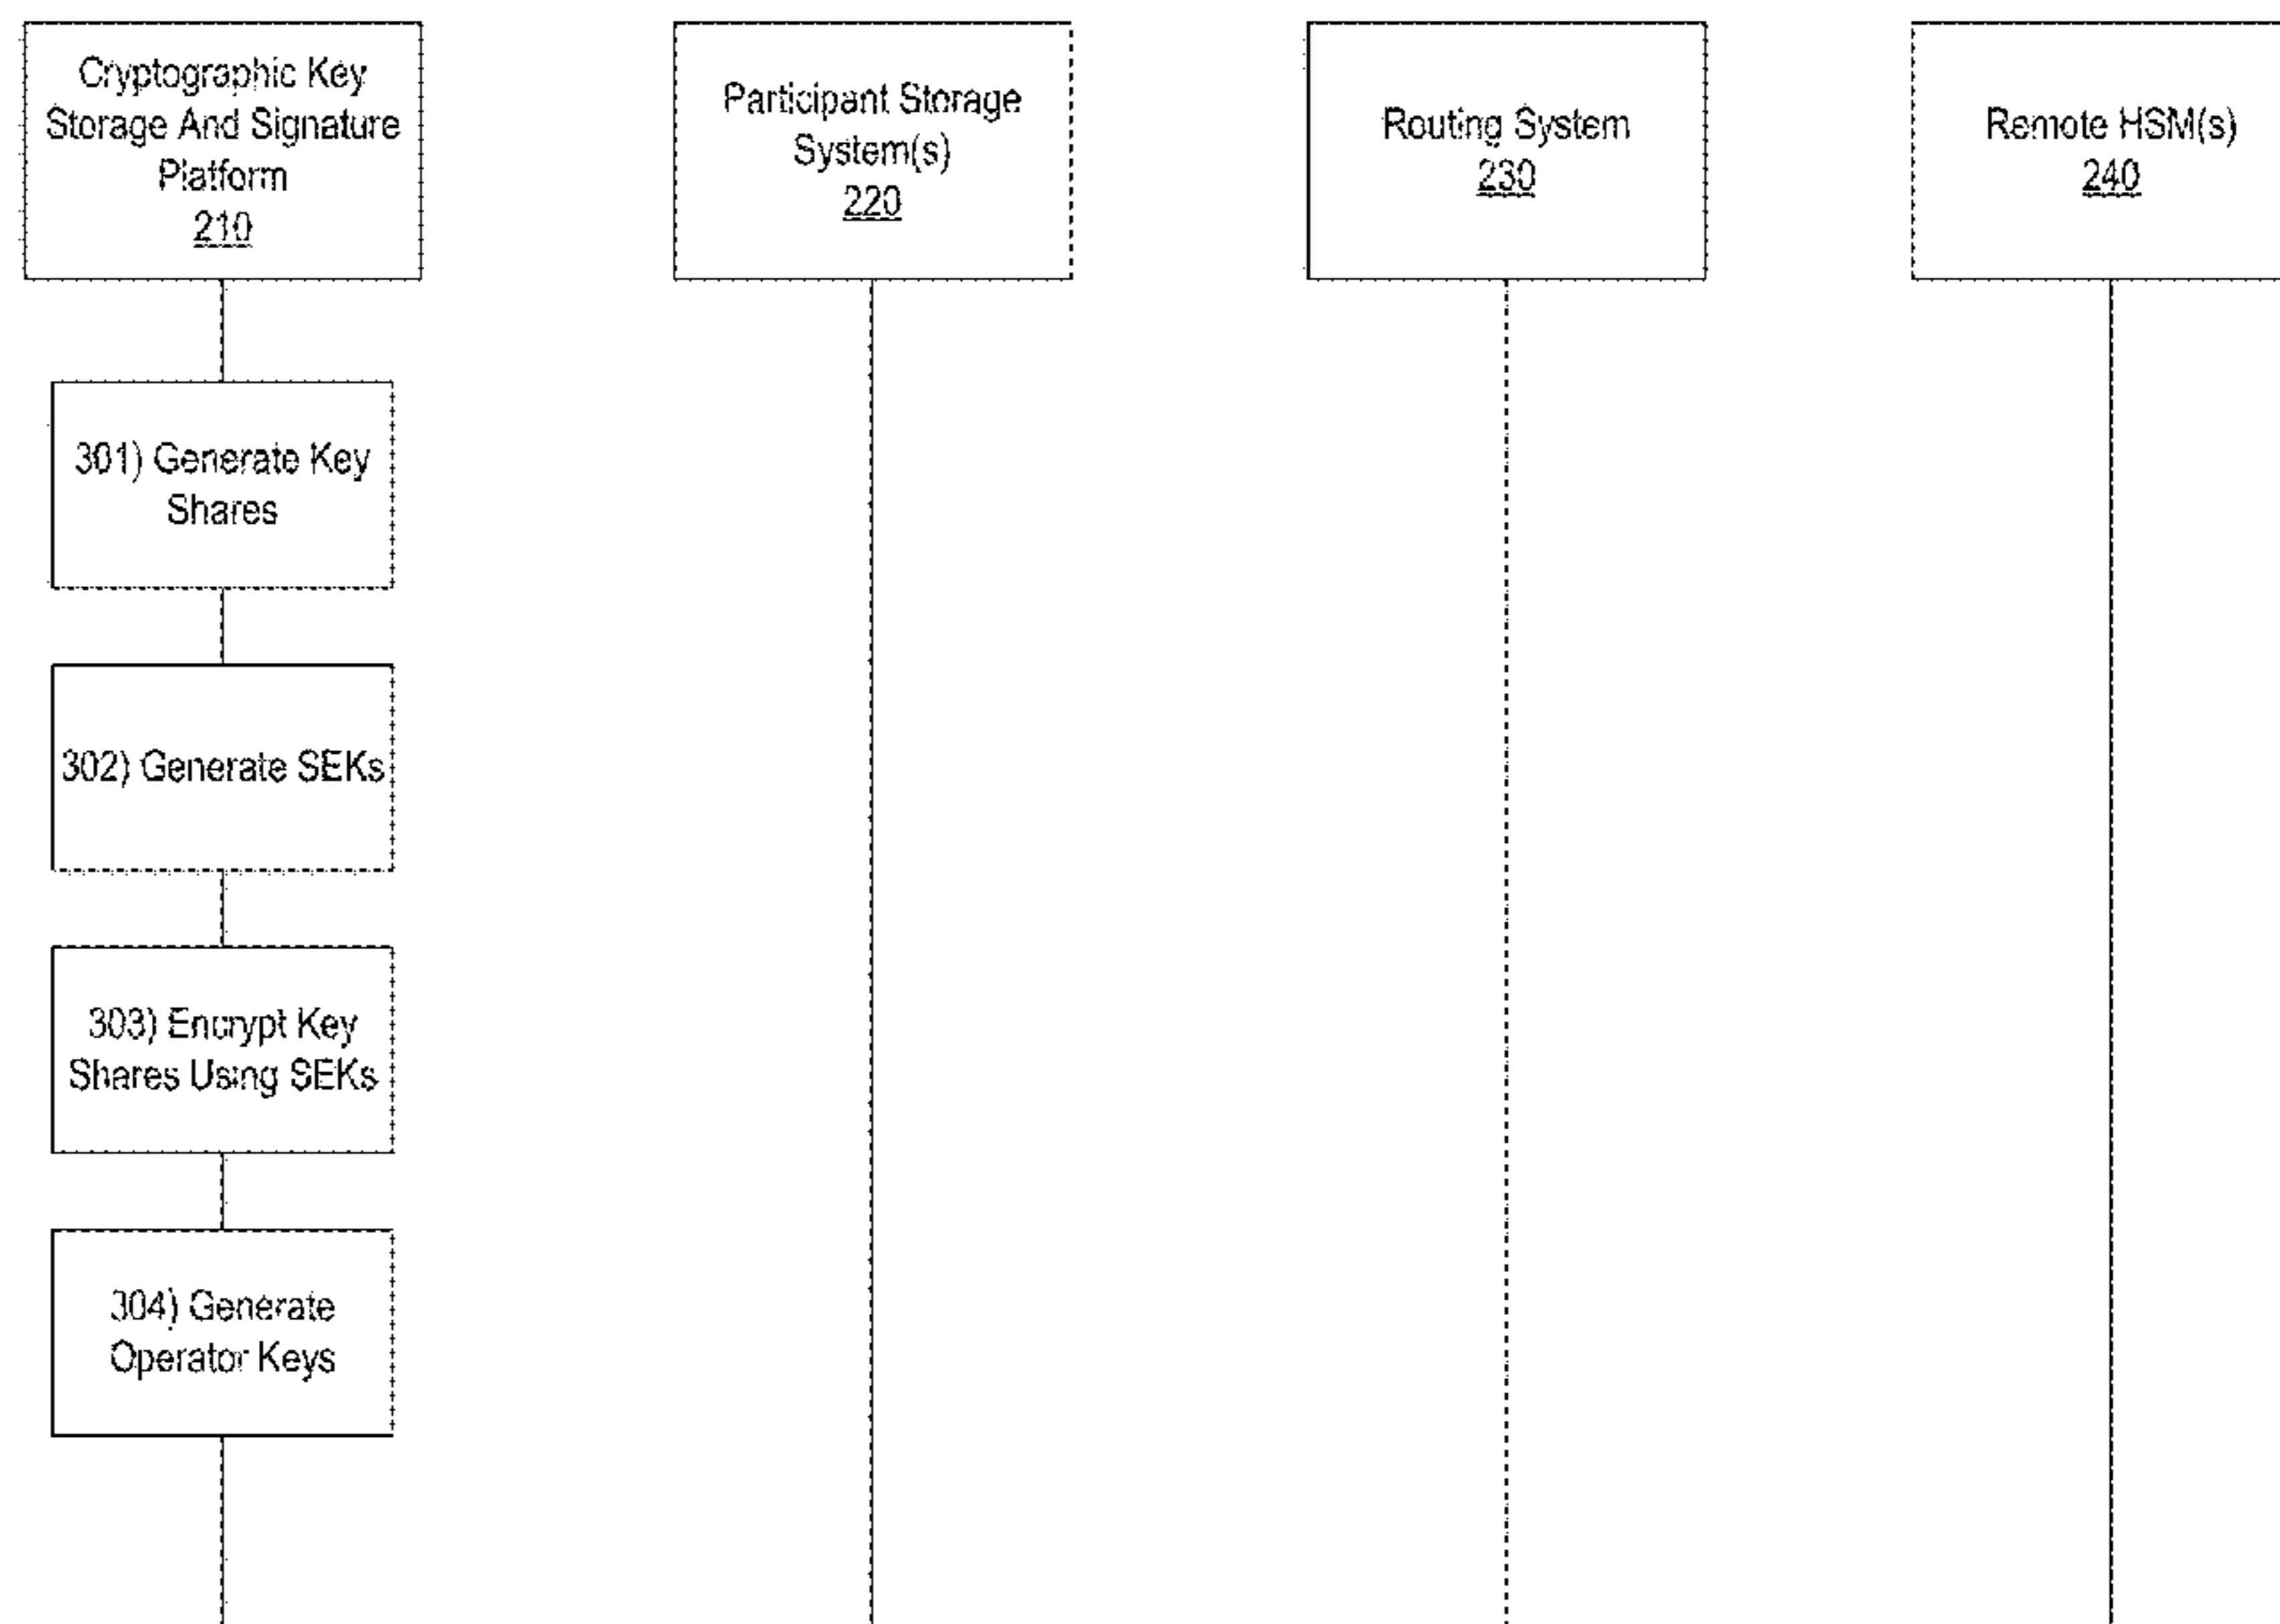 Cryptographic Key
Storage And Signature
Platform
210
Participant Storage
System(s)
220
Routing System
230
Remote HSM(s)
240
301) Generate Key
Shares
302) Generate SEKs
303) Encrypt Key
Shares Using SEKs
304) Generate
Operator Keys